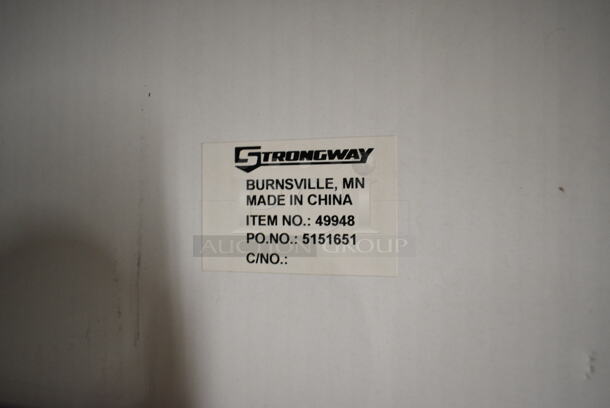 STRONGWAY
BURNSVILLE, MN
MADE IN CHINA
ITEM NO.: 49948
PO.NO.: 5151651
AUCTION GROUP
C/NO.: